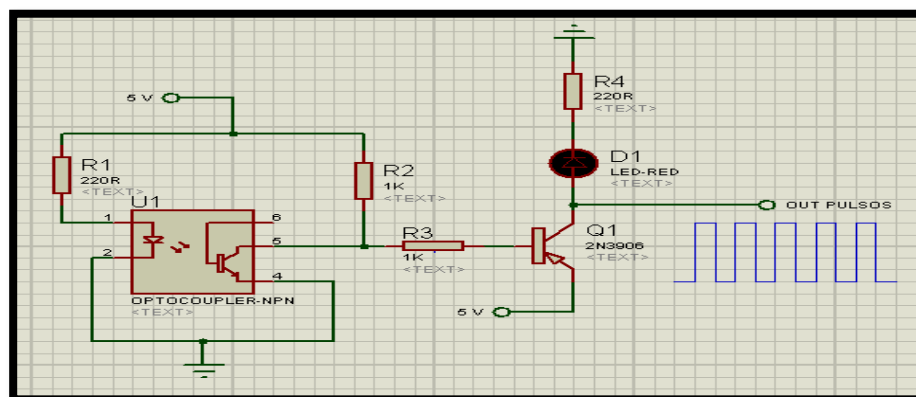 5 V
R1
220R
<TEXT>
U1
1
2
6
5
4
OPTOCOUPLER-NPN
<TEXT>
R2
1K
<TEXT>
R3
1K
<TEXT>
R4
220R
<TEXT>
D1
LED-RED
<TEXT>
OUT PULSOS
Q1
2N3906
<TEXT>
5 V